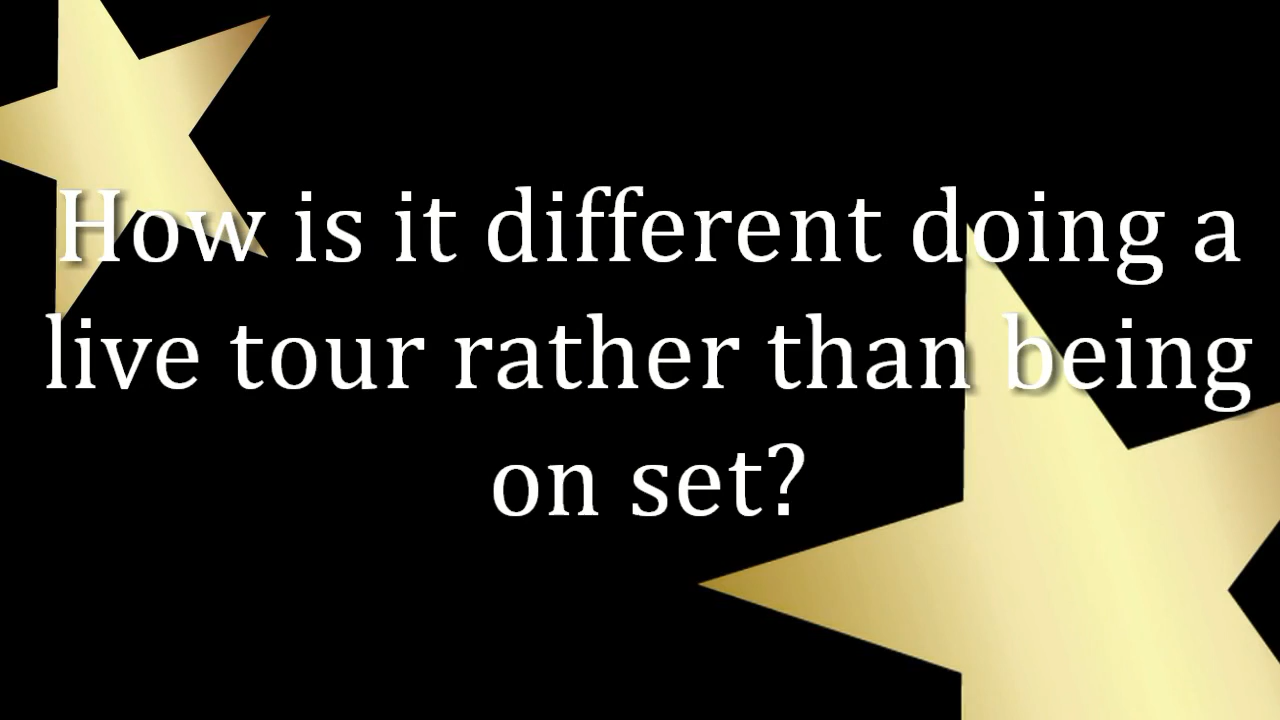 How is it different doing a
live tour rather than being
on set?